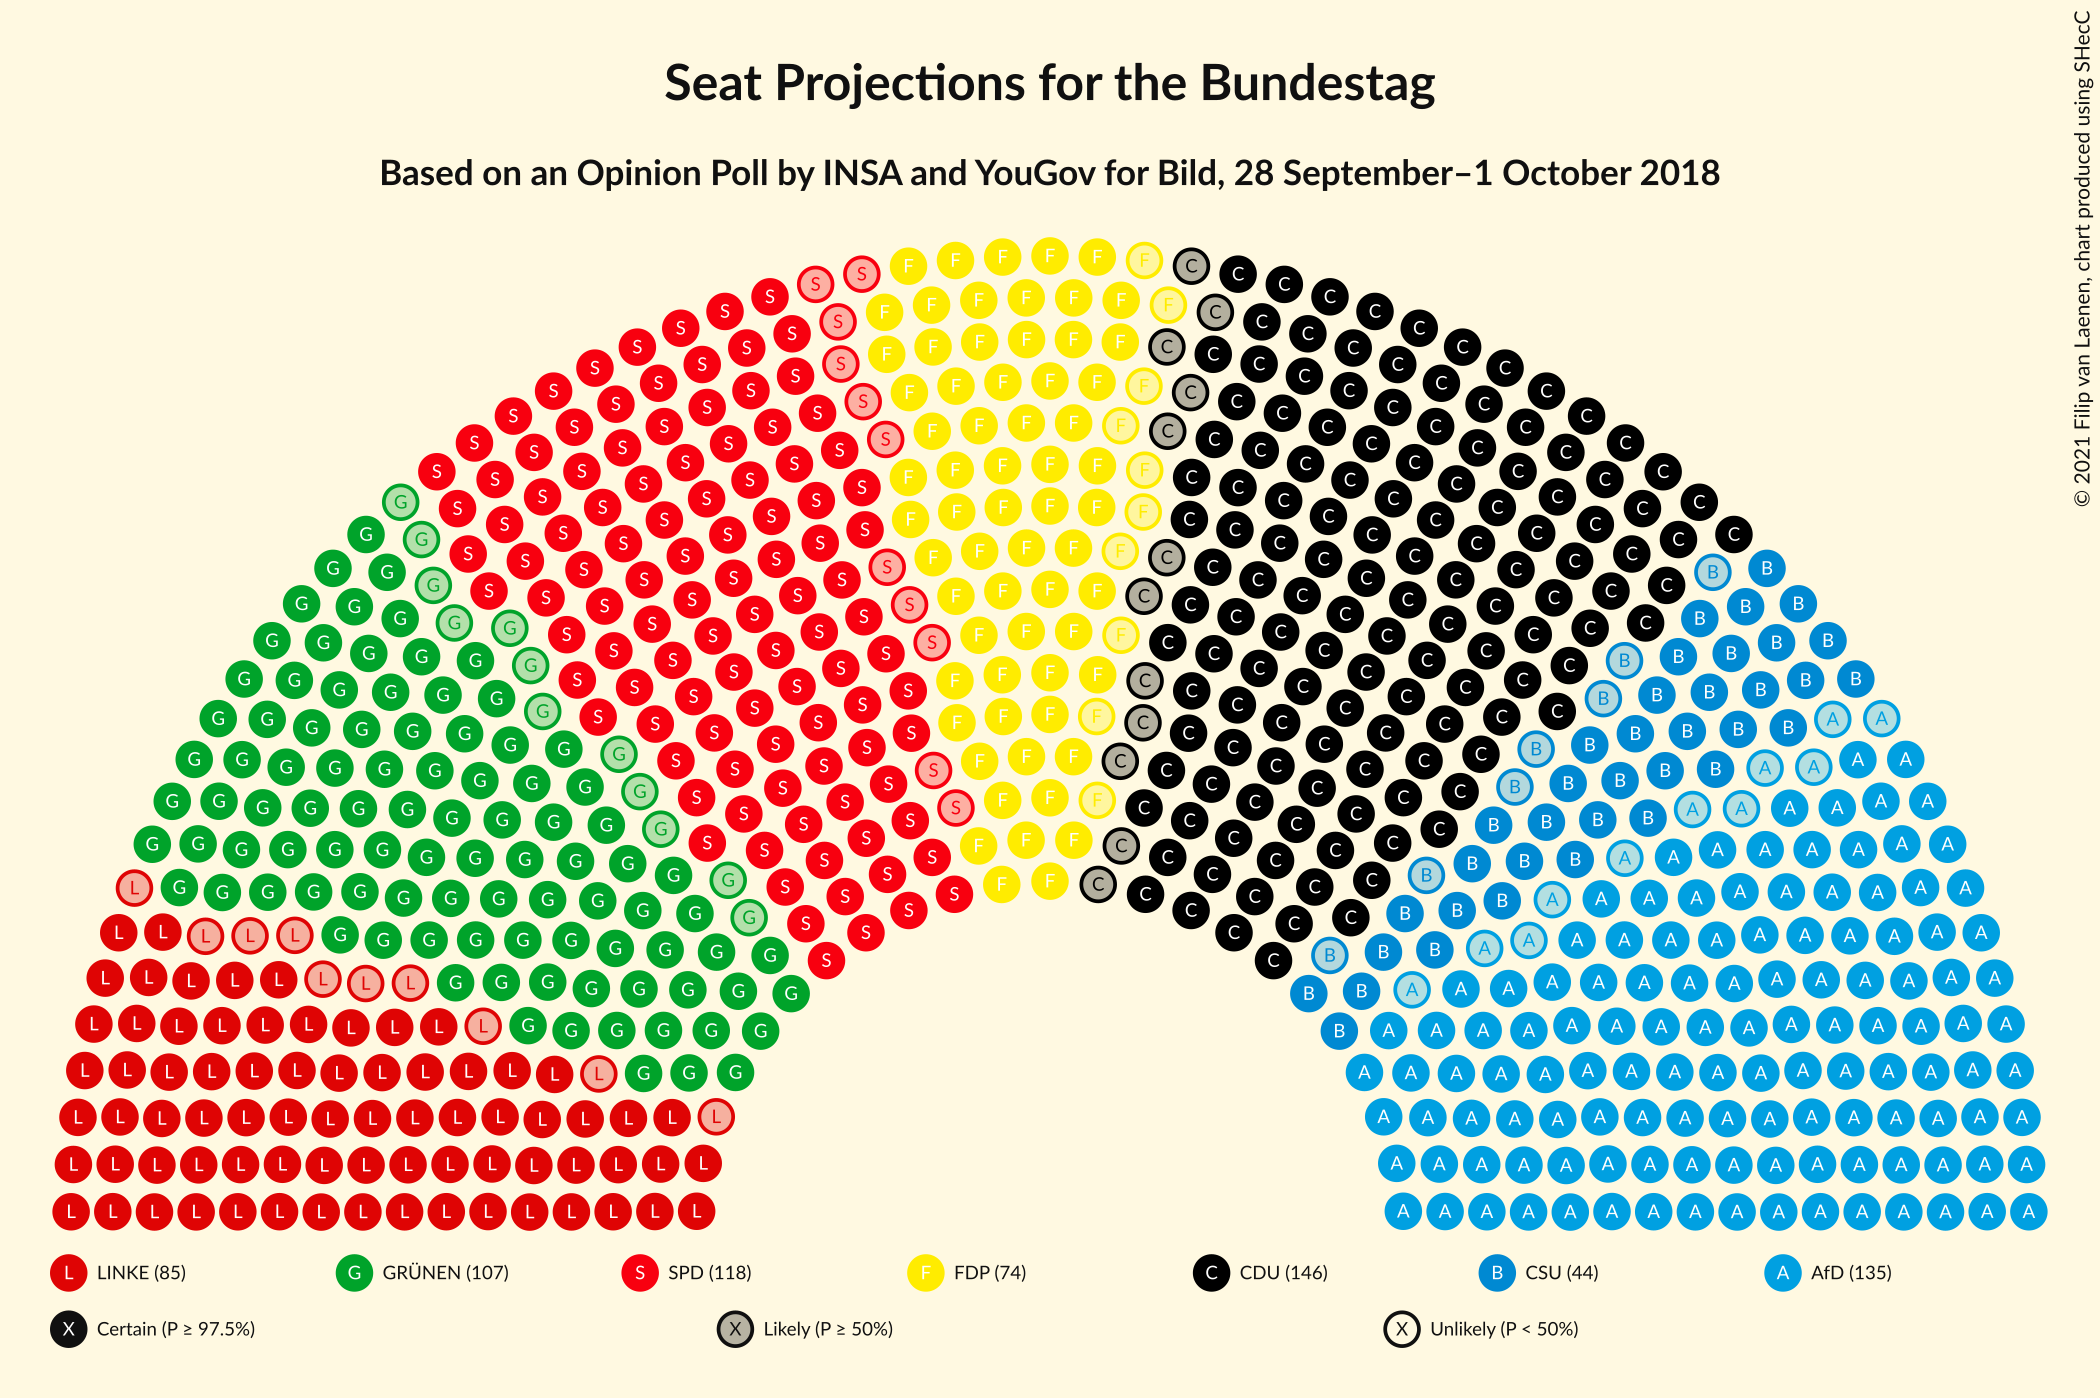 Seat Projections for the Bundestag
Based on an Opinion Poll by INSA and YouGov for Bild, 28 September–1 October 2018
© 2021 Filip van Laenen, chart produced using SHecC
L LINKE (85) G GRÜNEN (107) S SPD (118) F FDP (74) C CDU (146) B CSU (44) A AfD (135)
X Certain (P ≥ 97.5%) X Likely (P ≥ 50%) X Unlikely (P < 50%)